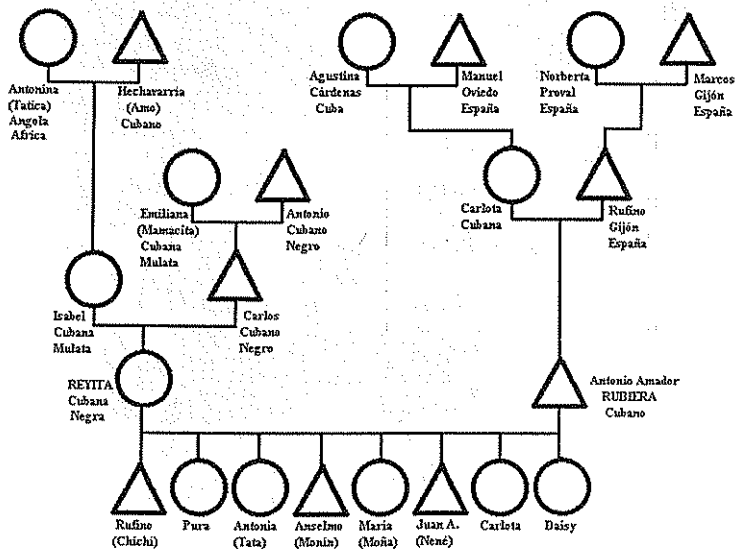 Antonina
(Tatica)
Angola
Africa
Hechavarria
(Amo)
Cubano
Agustina
Cárdenas
Cuba
Manuel
Oviedo
España
Norberta
Proval
España
Marcos
Gijón
España
Emiliana
(Mamacita)
Cubana
Mulata
Antonio
Cubano
Negro
Carlota
Cubana
Rufino
Gijón
España
Isabel
Cubana
Mulata
Carlos
Cubano
Negro
REYITA
Cubana
Negra
Antonio Amador
RUBIERA
Cubano
Rufino
(Chichi)
Pura
Antonia
(Tata)
Anselmo
(Monin)
Maria
(Moña)
Juan A.
(Nené)
Carlota
Daisy